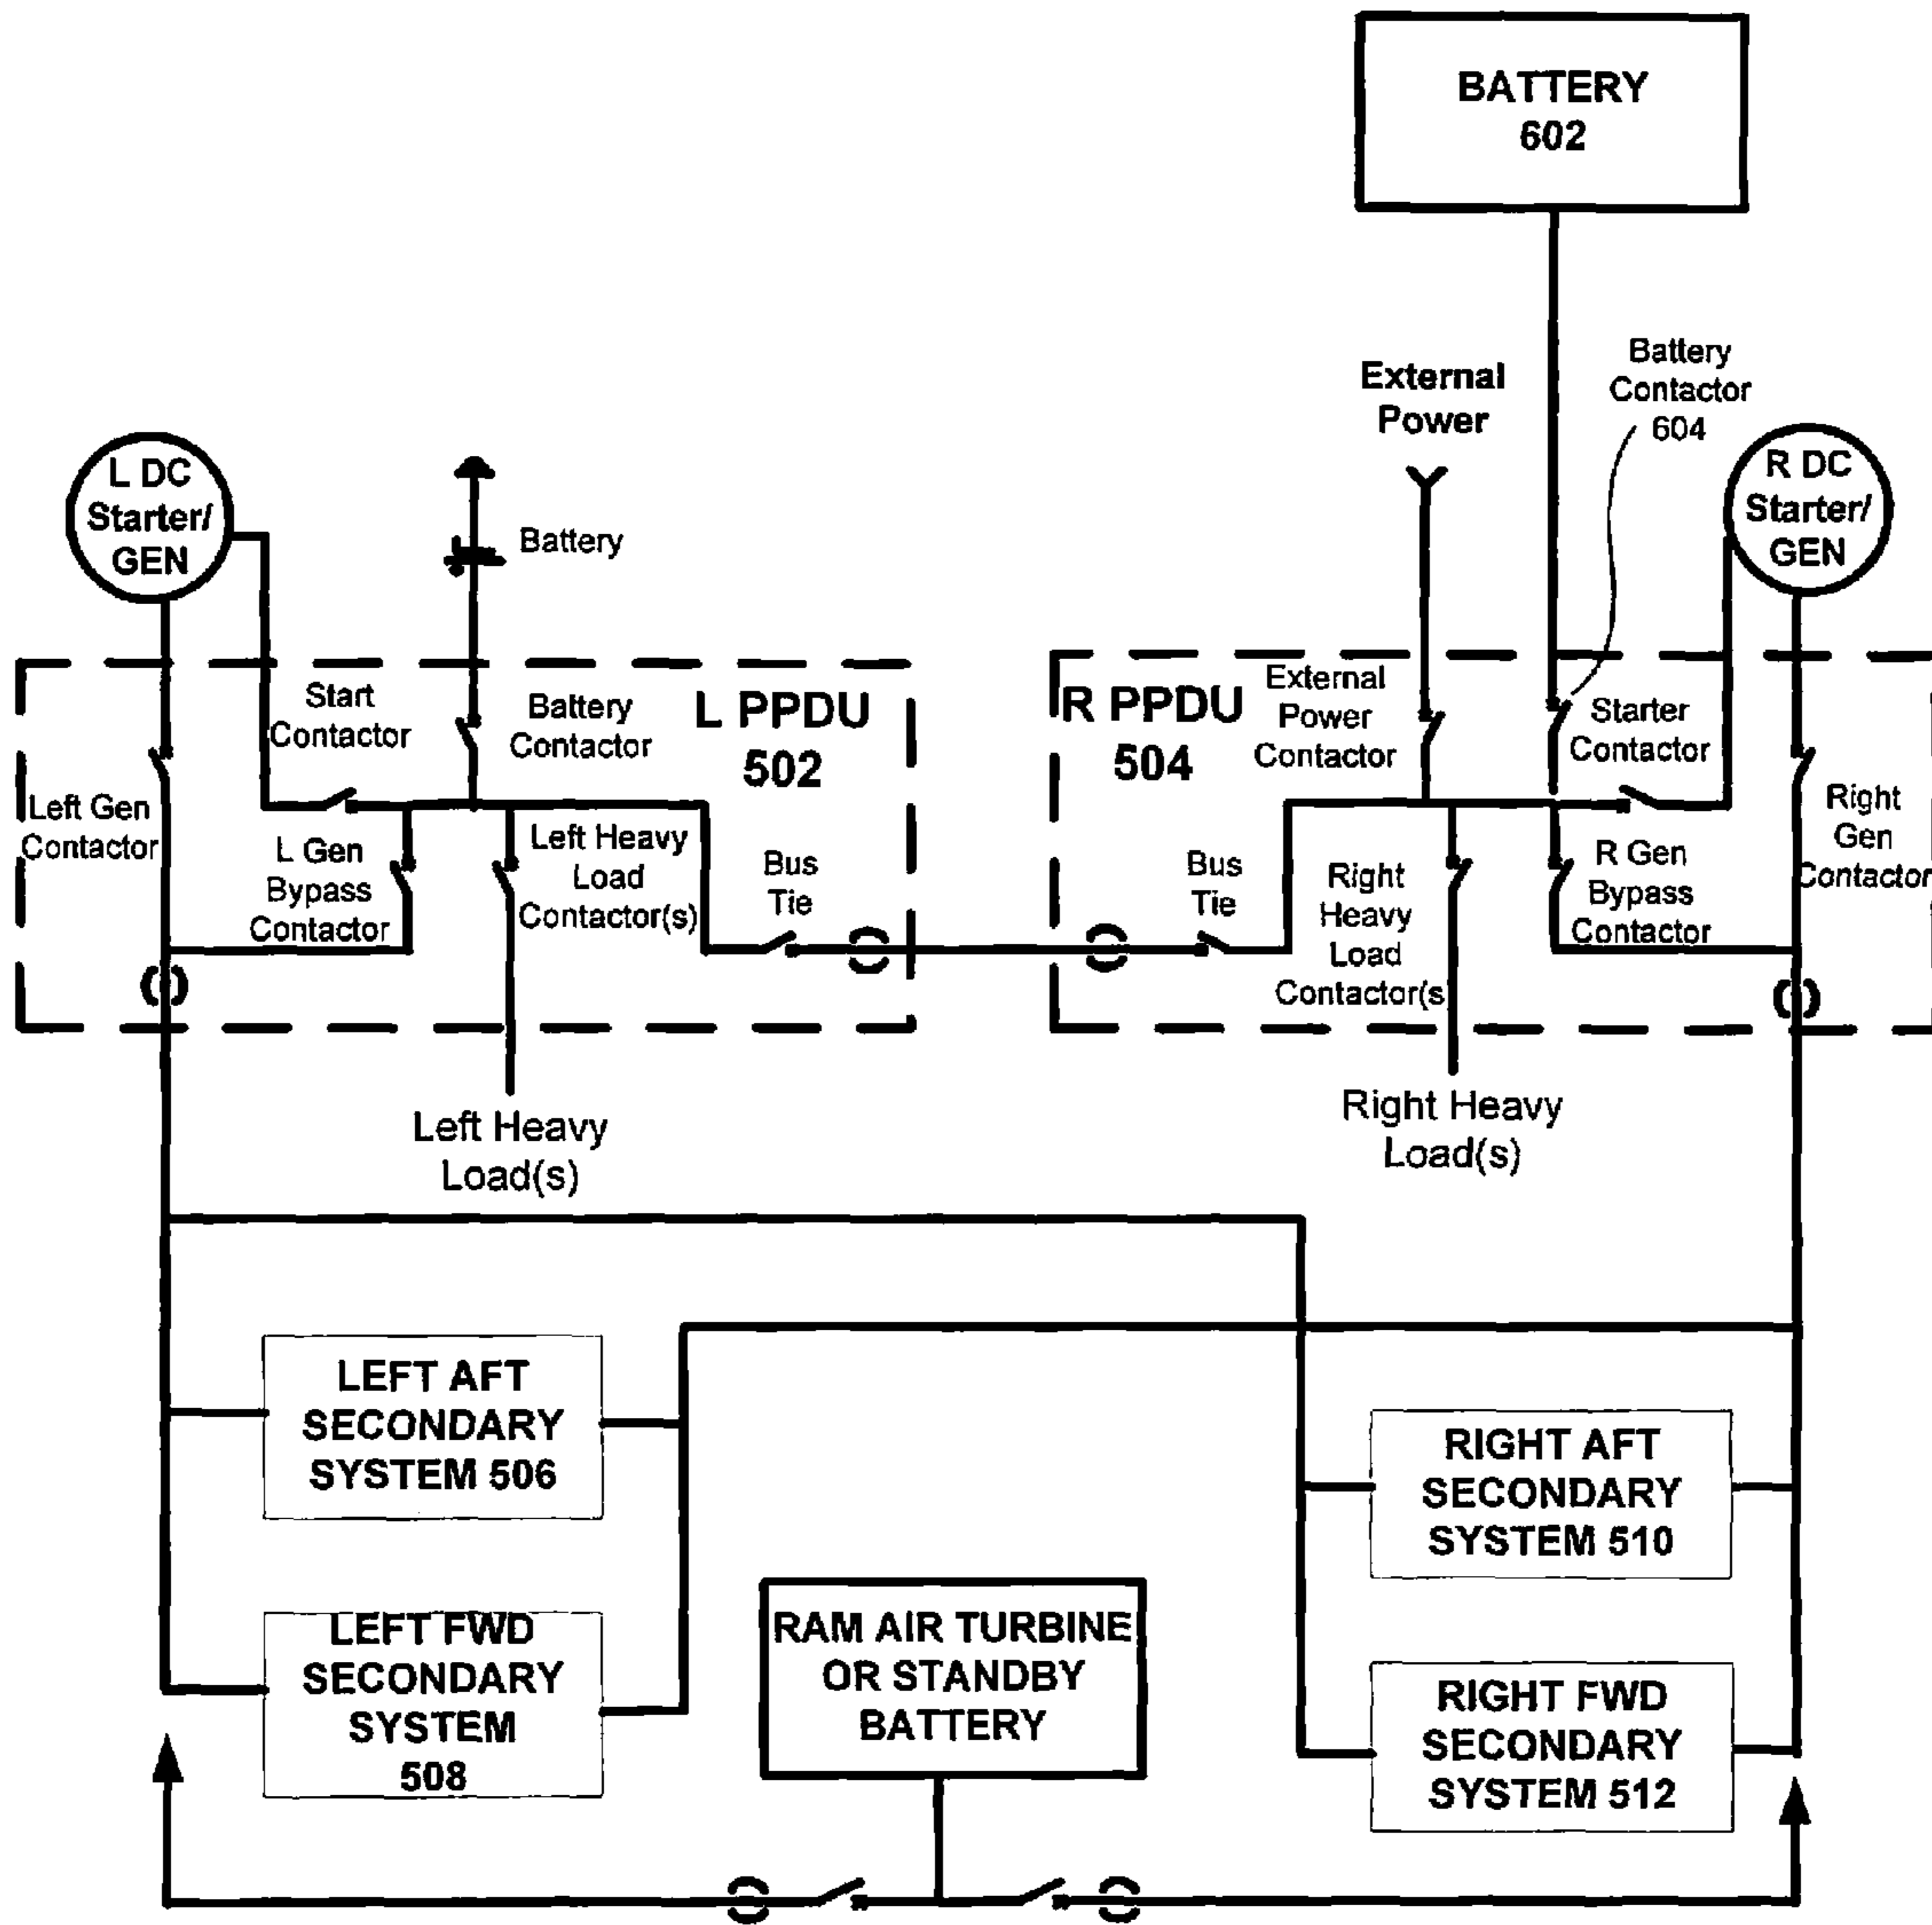 BATTERY
602
Battery
Contactor
604
External
Power
L DC
Starter/
GEN
Battery
R DC
Starter/
GEN
Start
Contactor
Battery
Contactor
L PPDU
502
R PPDU
504
External
Power
Contactor
Starter
Contactor
Left Gen
Contactor
L Gen
Bypass
Contactor
Left Heavy
Load
Contactor(s)
Bus
Tie
Bus
Tie
Right
Heavy
Load
Contactor(s
R Gen
Bypass
Contactor
Right
Gen
Contactor
Left Heavy
Load(s)
Right Heavy
Load(s)
LEFT AFT
SECONDARY
SYSTEM 506
RIGHT AFT
SECONDARY
SYSTEM 510
LEFT FWD
SECONDARY
SYSTEM
508
RAM AIR TURBINE
OR STANDBY
BATTERY
RIGHT FWD
SECONDARY
SYSTEM 512